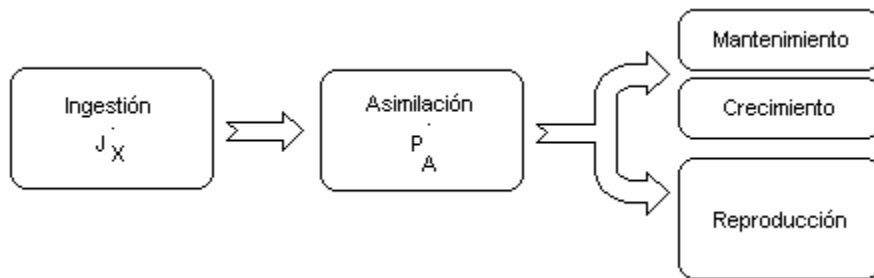 Ingestión
J̇ X
Asimilación
Ṗ A
Mantenimiento
Crecimiento
Reproducción